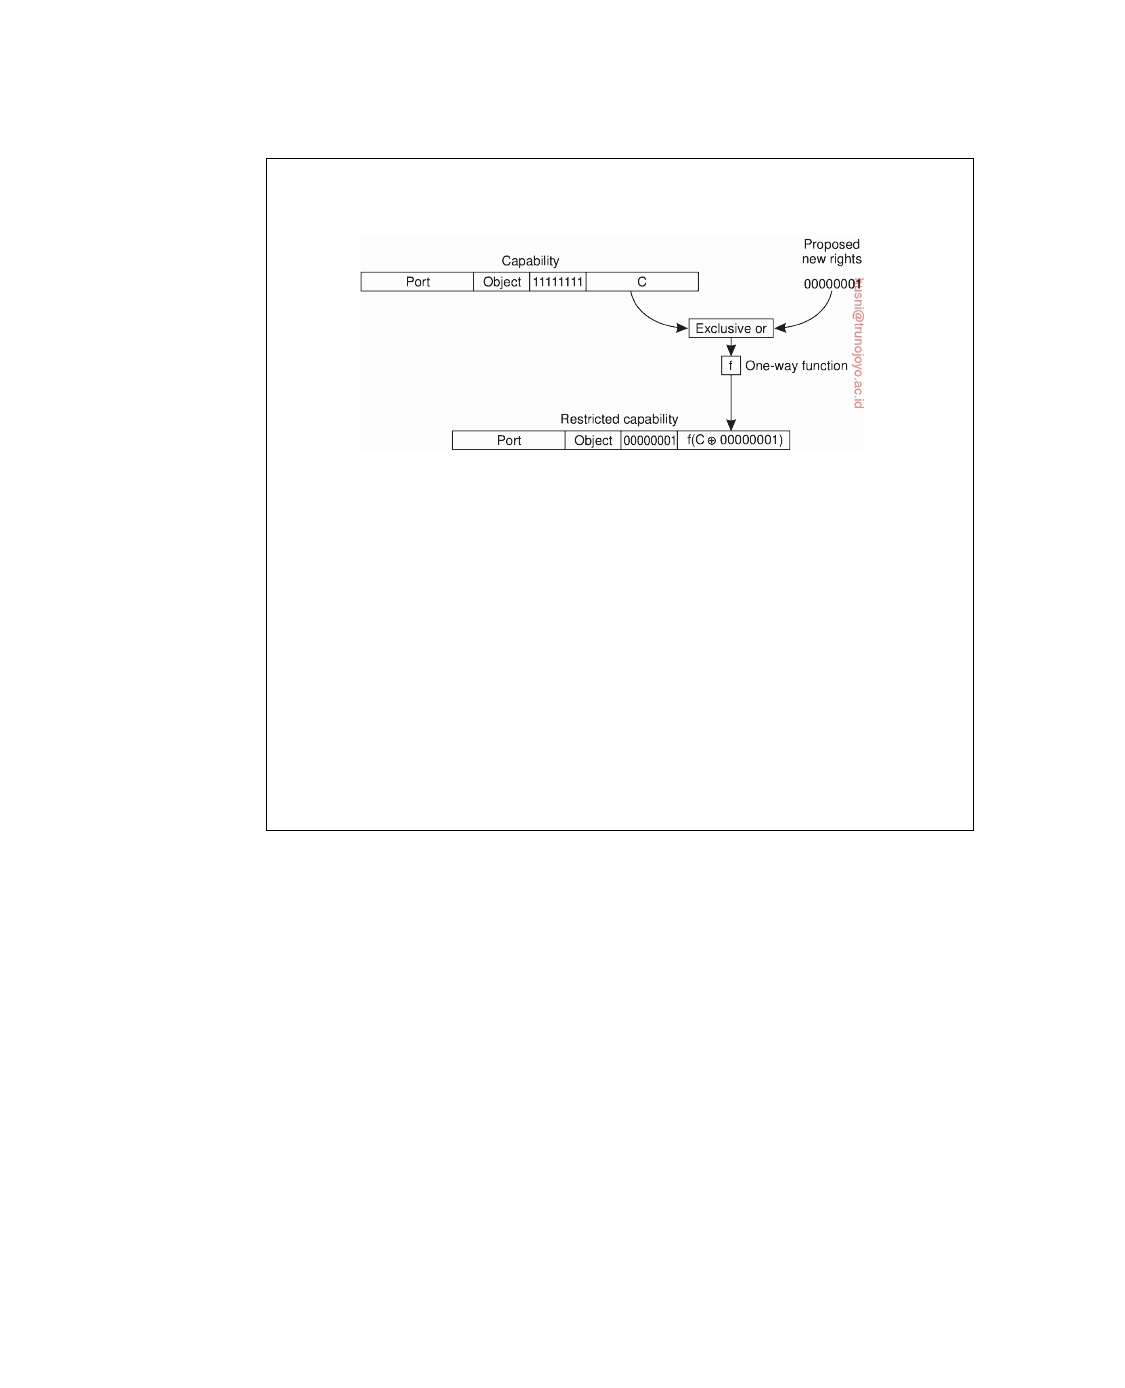 Proposed
new rights
Capability
Port Object 11111111 C
00000001
Exclusive or
f One-way function
Restricted capability
Port Object 00000001 f(C ⊕ 00000001)
kusni@trunojoyo.ac.id